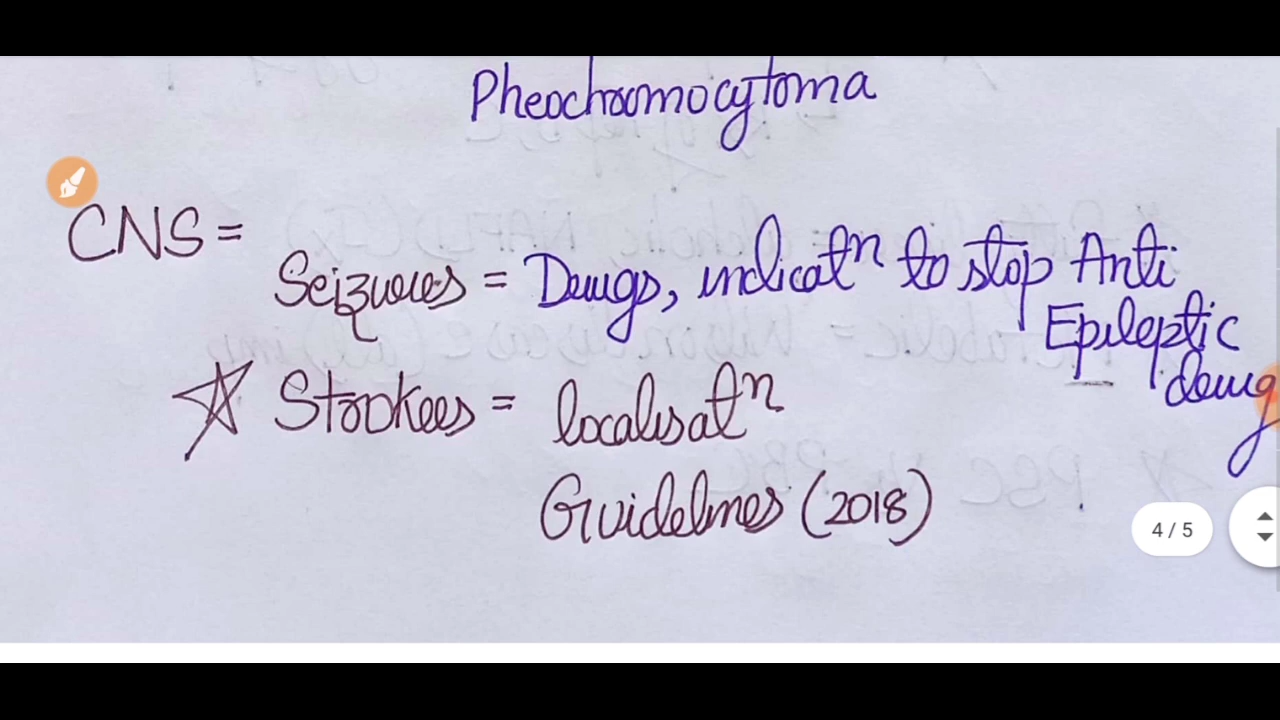 Pheochromocytoma
CNS =
Seizures = Drugs, indicatn to stop Anti
Epileptic
drug
Strokes = localisatn
Guidelines (2018)
4 / 5